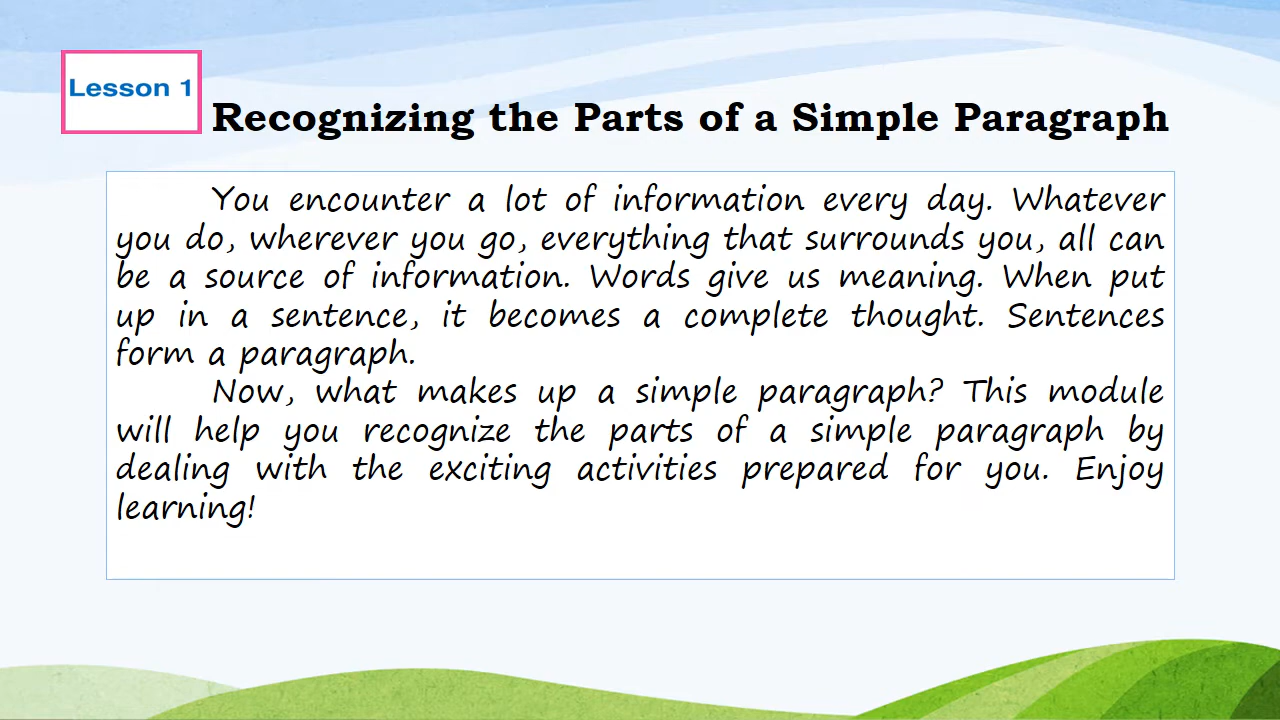 Lesson 1
Recognizing the Parts of a Simple Paragraph
You encounter a lot of information every day. Whatever
you do, wherever you go, everything that surrounds you, all can
be a source of information. Words give us meaning. When put
up in a sentence, it becomes a complete thought. Sentences
form a paragraph.
Now, what makes up a simple paragraph? This module
will help you recognize the parts of a simple paragraph by
dealing with the exciting activities prepared for you. Enjoy
learning!